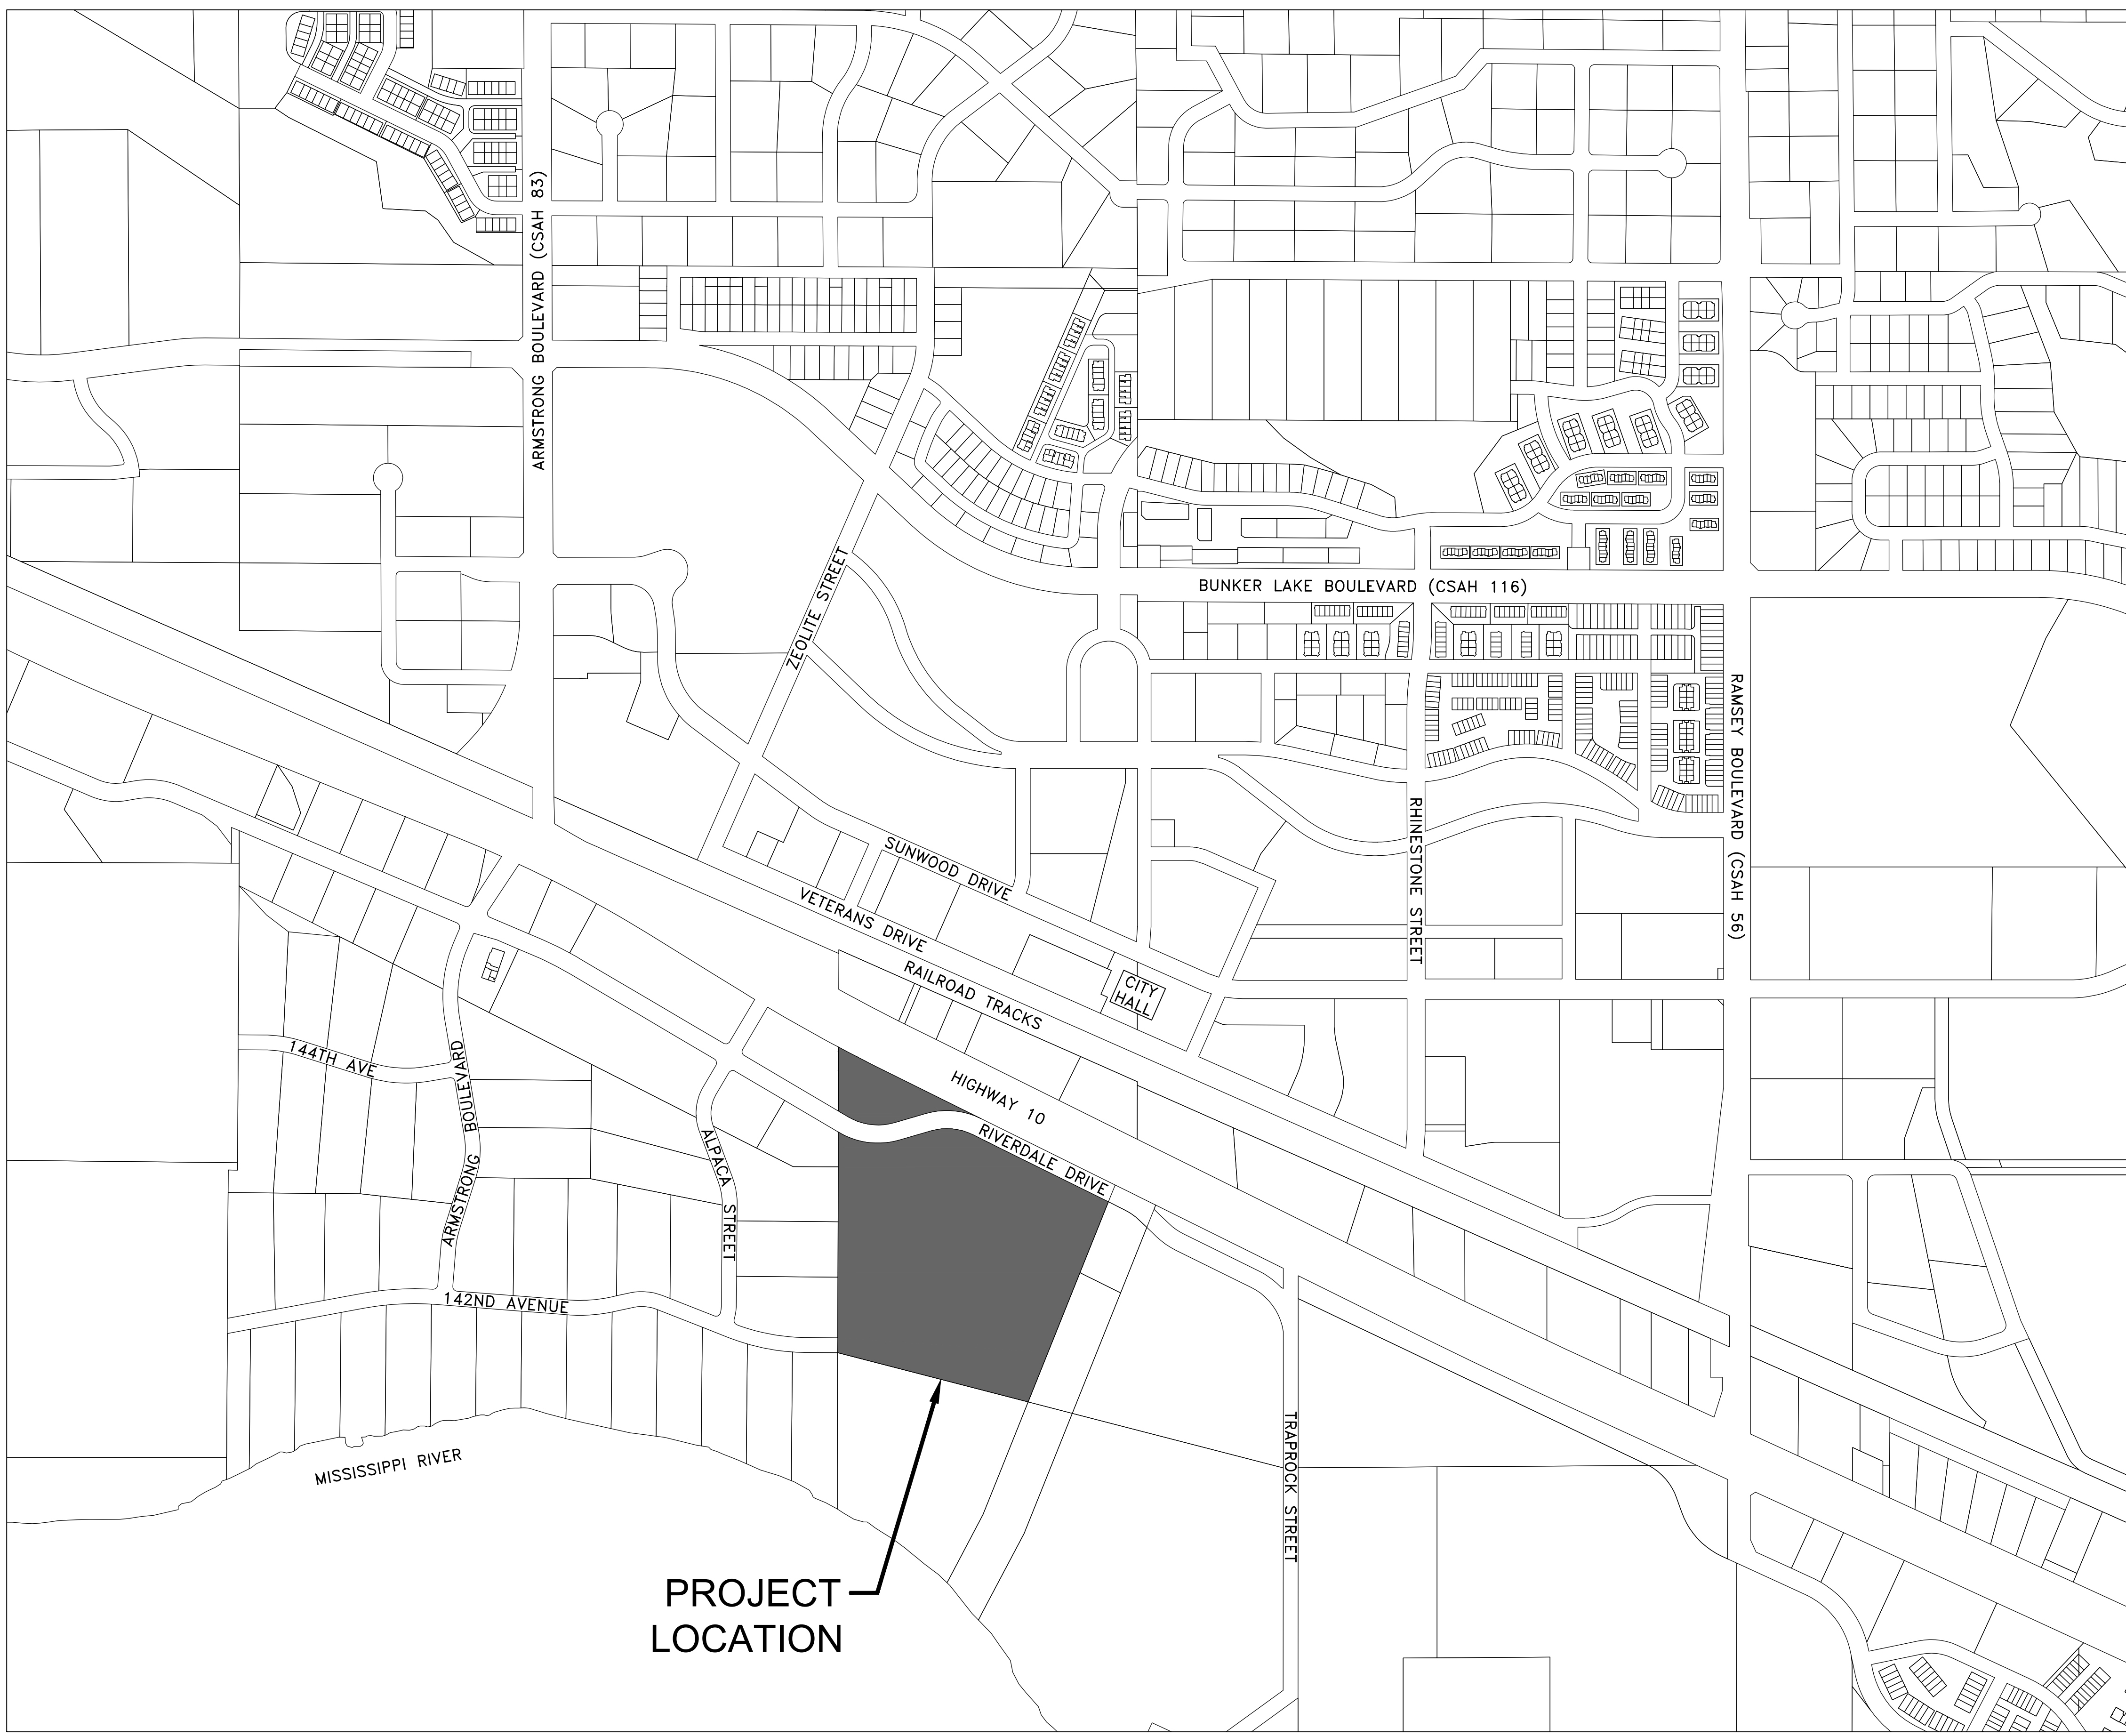 ARMSTRONG BOULEVARD (CSAH 83)
ZEOLITE STREET
BUNKER LAKE BOULEVARD (CSAH 116)
RAMSEY BOULEVARD (CSAH 56)
RHINESTONE STREET
SUNWOOD DRIVE
VETERANS DRIVE
RAILROAD TRACKS
CITY
HALL
HIGHWAY 10
RIVERDALE DRIVE
144TH AVE
ARMSTRONG BOULEVARD
ALPACA STREET
142ND AVENUE
MISSISSIPPI RIVER
TRAPROCK STREET
PROJECT
LOCATION